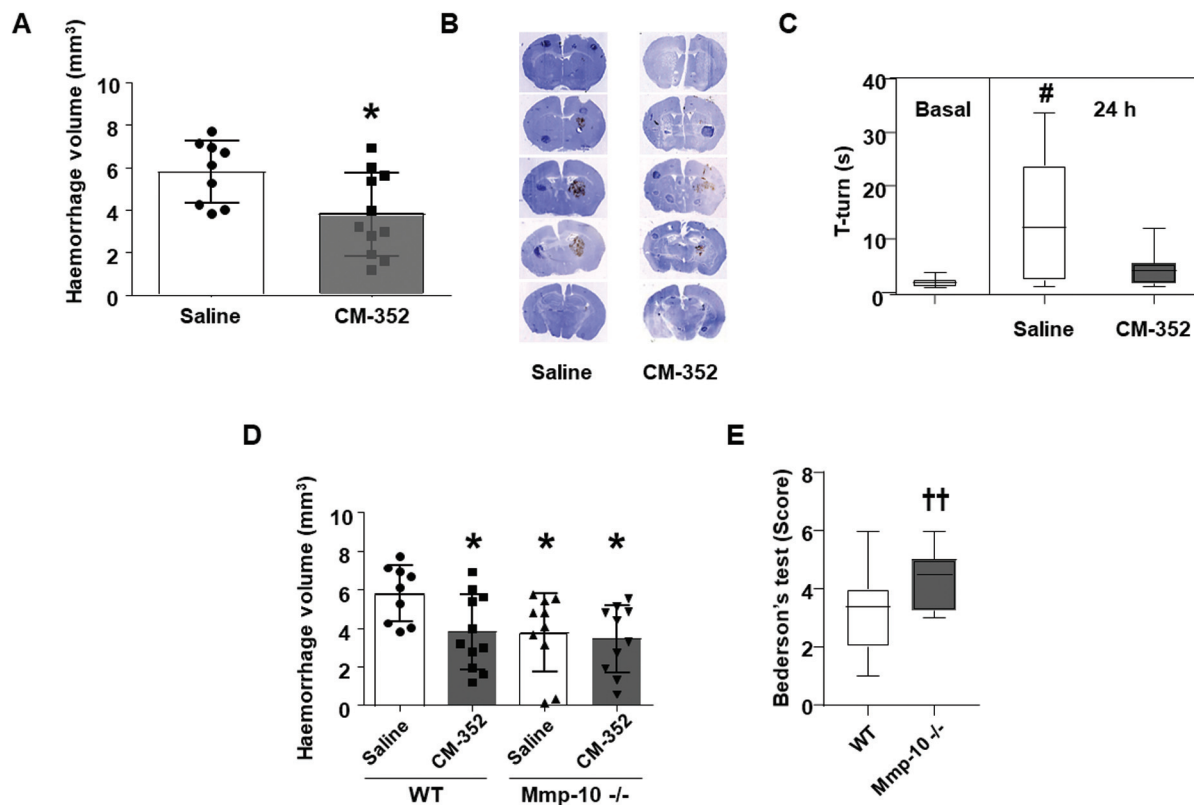 A
Haemorrhage volume (mm³)
10
8
6
4
2
0
*
Saline
CM-352
B
Saline
CM-352
C
T-turn (s)
40
30
20
10
0
Basal
#
24 h
Saline
CM-352
D
Haemorrhage volume (mm³)
10
8
6
4
2
0
*
*
*
Saline
CM-352
Saline
CM-352
WT
Mmp-10 -/-
E
Bederson's test (Score)
8
6
4
2
0
††
WT
Mmp-10 -/-